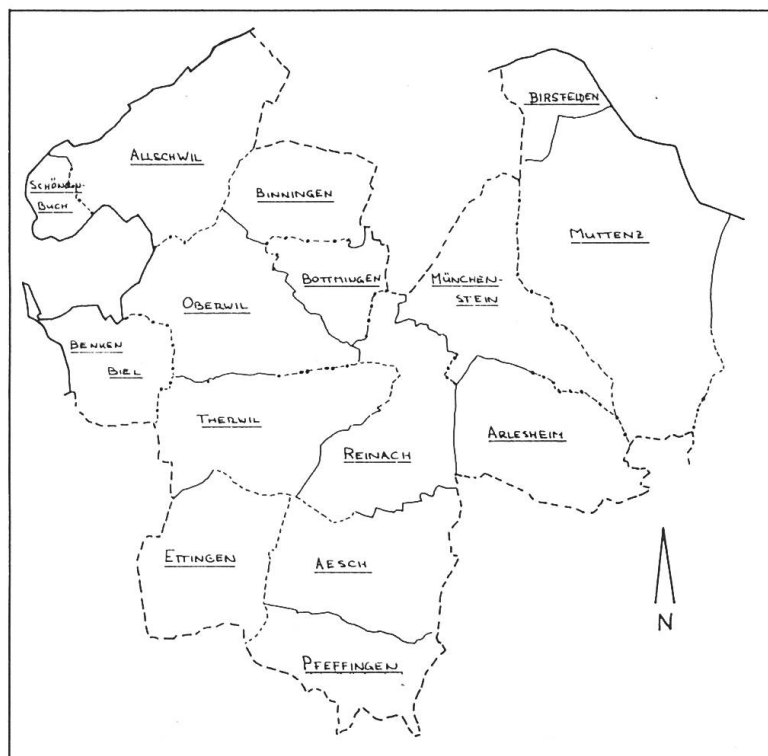 BIRSFELDEN
ALLSCHWIL
SCHÖNEN-
BUCH
BINNINGEN
MUTTENZ
BOTTMINGEN
MÜNCHEN-
STEIN
OBERWIL
BENKEN
BIEL
THERWIL
REINACH
ARLESHEIM
ETTINGEN
AESCH
N
PFEFFINGEN